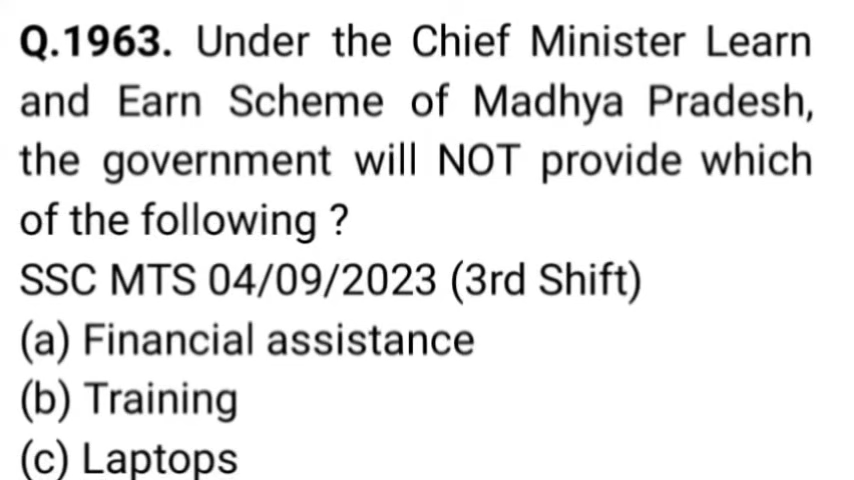 Q.1963. Under the Chief Minister Learn
and Earn Scheme of Madhya Pradesh,
the government will NOT provide which
of the following ?
SSC MTS 04/09/2023 (3rd Shift)
(a) Financial assistance
(b) Training
(c) Laptops